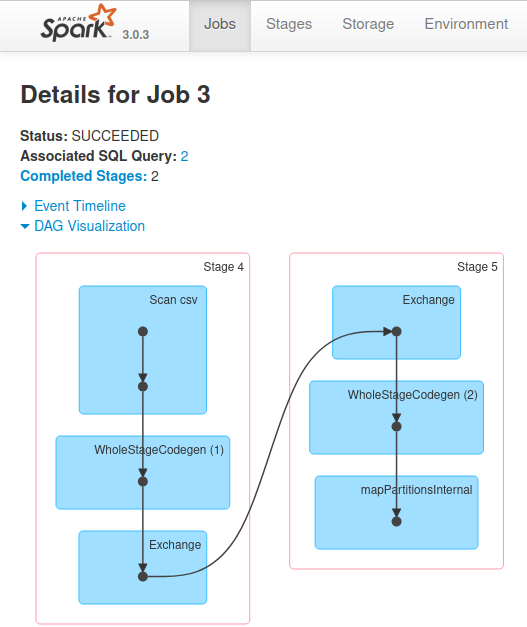 APACHE
Spark 3.0.3 Jobs Stages Storage Environment
Details for Job 3
Status: SUCCEEDED
Associated SQL Query: 2
Completed Stages: 2
Event Timeline
DAG Visualization
Stage 4
Scan csv
WholeStageCodegen (1)
Exchange
Stage 5
Exchange
WholeStageCodegen (2)
mapPartitionsInternal